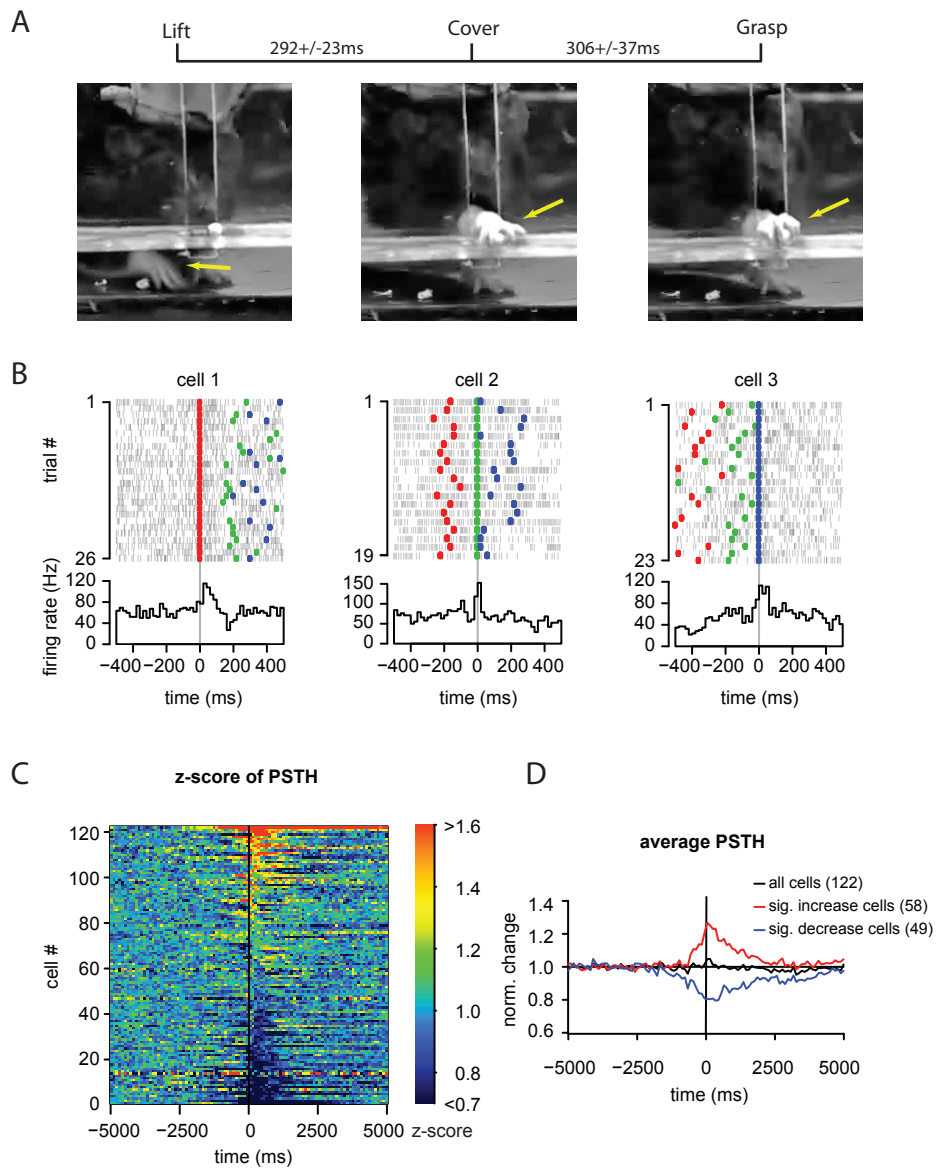 A
Lift Cover Grasp
292+/-23ms 306+/-37ms
B
cell 1 cell 2 cell 3
trial #
1
26
1
19
1
23
firing rate (Hz)
120
80
40
0
150
100
50
0
120
80
40
0
−400 −200 0 200 400
−400 −200 0 200 400
−400 −200 0 200 400
time (ms) time (ms) time (ms)
C
z-score of PSTH
cell #
120
100
80
60
40
20
0
−5000 −2500 0 2500 5000
time (ms)
>1.6
1.4
1.2
1.0
0.8
<0.7
z-score
D
average PSTH
all cells (122)
sig. increase cells (58)
sig. decrease cells (49)
norm. change
1.4
1.2
1.0
0.8
0.6
−5000 −2500 0 2500 5000
time (ms)